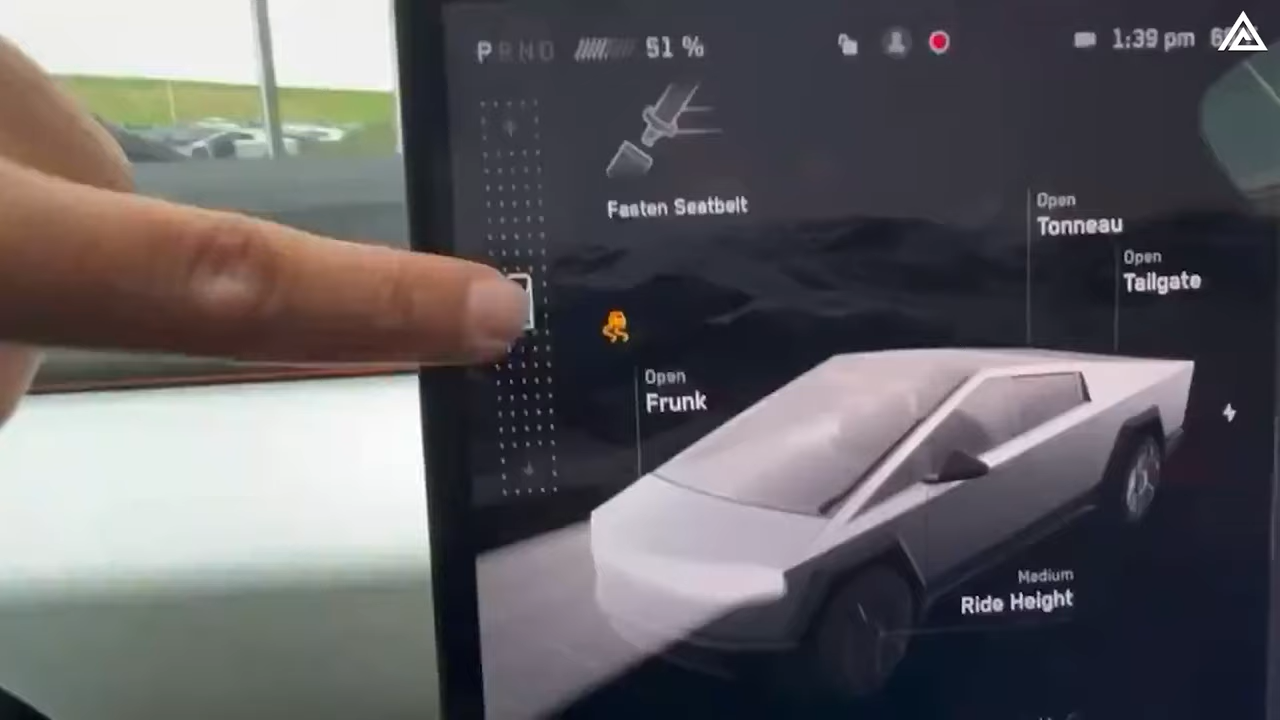 P R N D 51 % 1:39 pm
Fasten Seatbelt
Open
Tonneau
Open
Tailgate
Open
Frunk
Medium
Ride Height